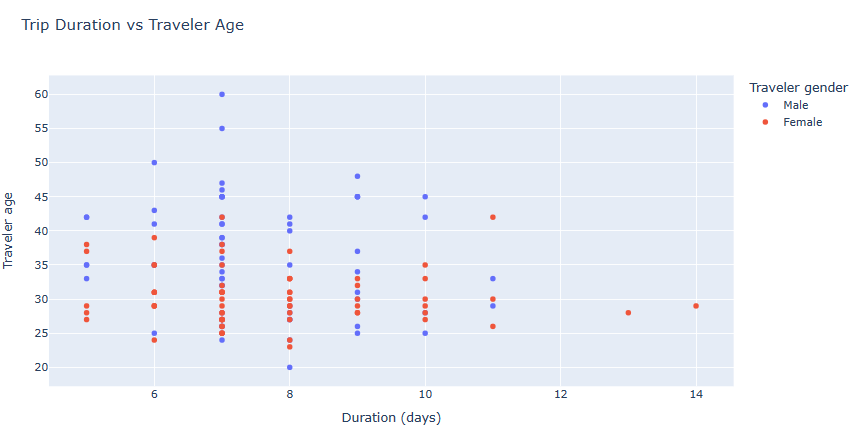 Trip Duration vs Traveler Age
Traveler gender
Male
Female
60
55
50
45
40
35
30
25
20
Traveler age
6 8 10 12 14
Duration (days)